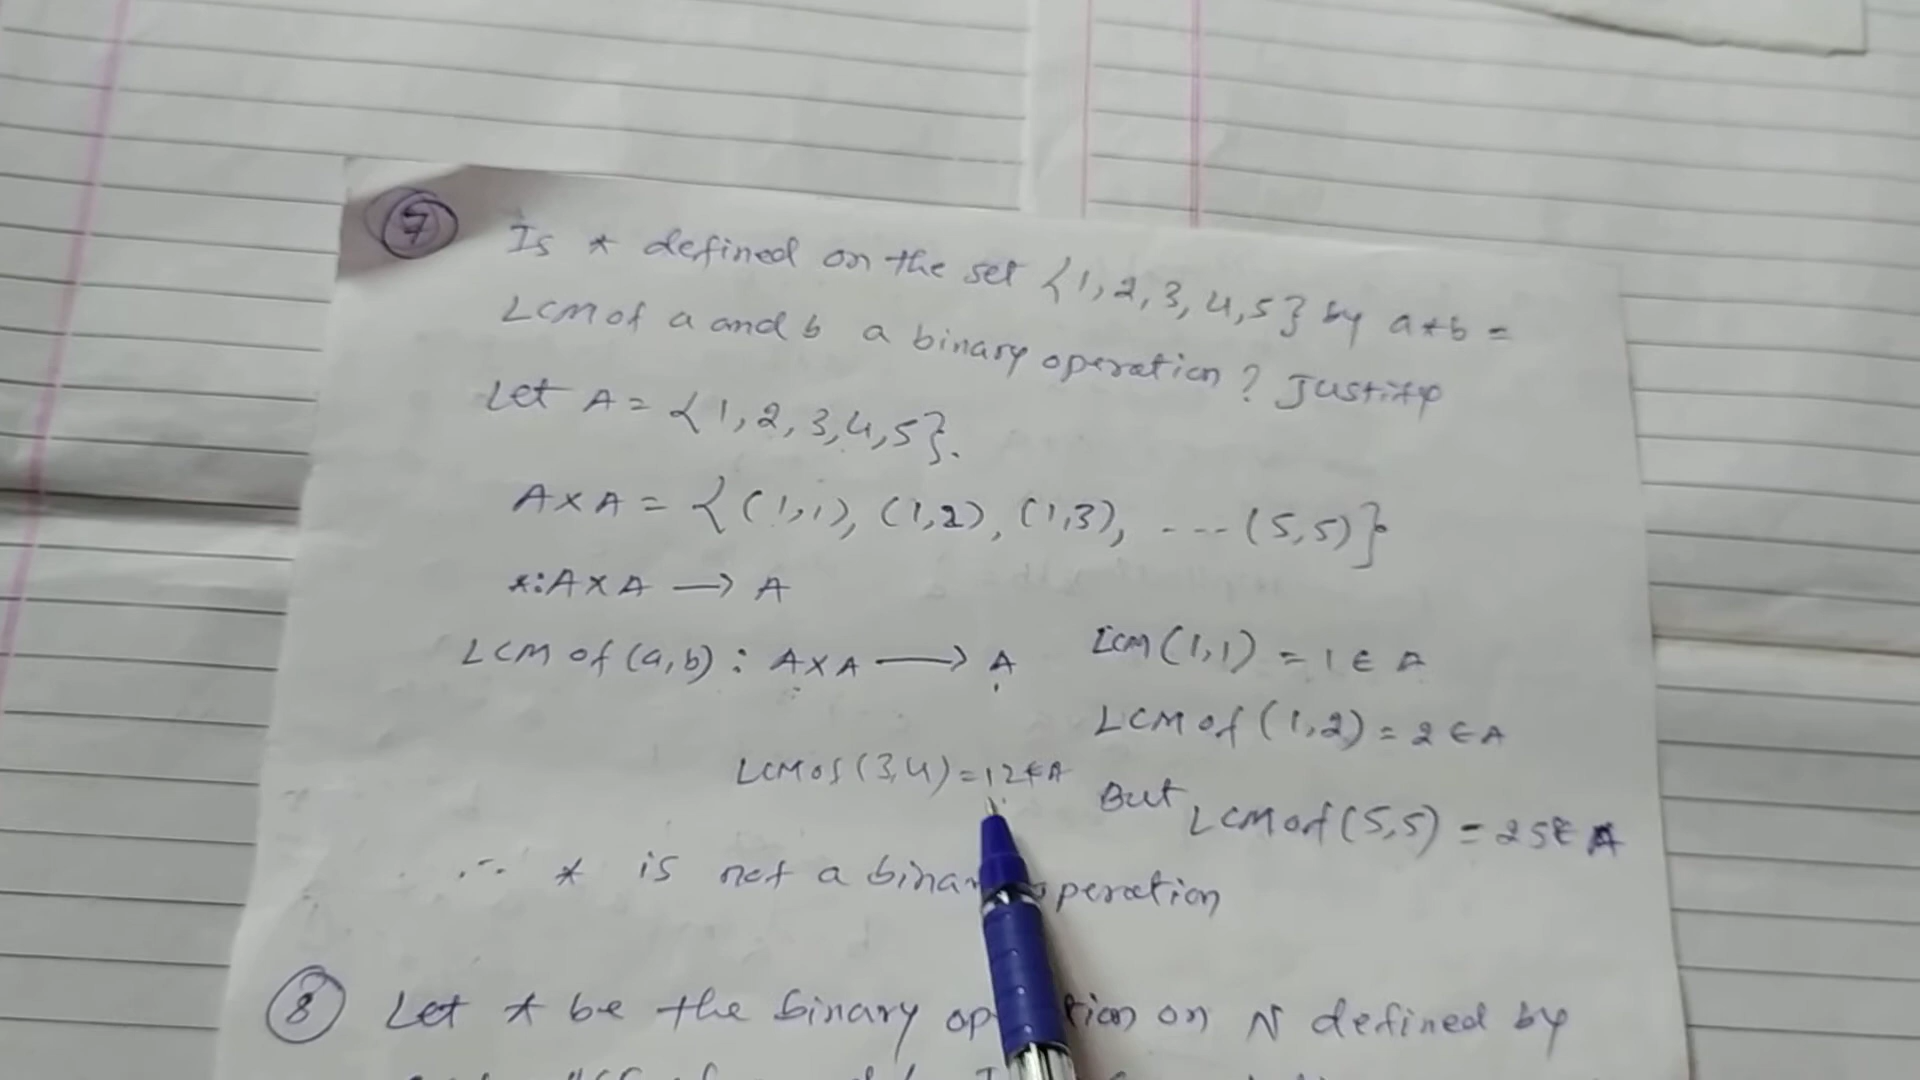 7 Is * defined on the set {1,2,3,4,5} by a*b =
LCM of a and b a binary operation? Justify
Let A = {1,2,3,4,5}.
A×A = {(1,1), (1,2), (1,3), ---- (5,5)}
*: A×A → A
LCM of (a,b) : A×A → A
LCM (1,1) = 1 ∈ A
LCM of (1,2) = 2 ∈ A
LCM of (3,4) = 12 ∉ A
But LCM of (5,5) = 25 ∉ A
∴ * is not a binary operation
8 Let * be the binary operation on N defined by